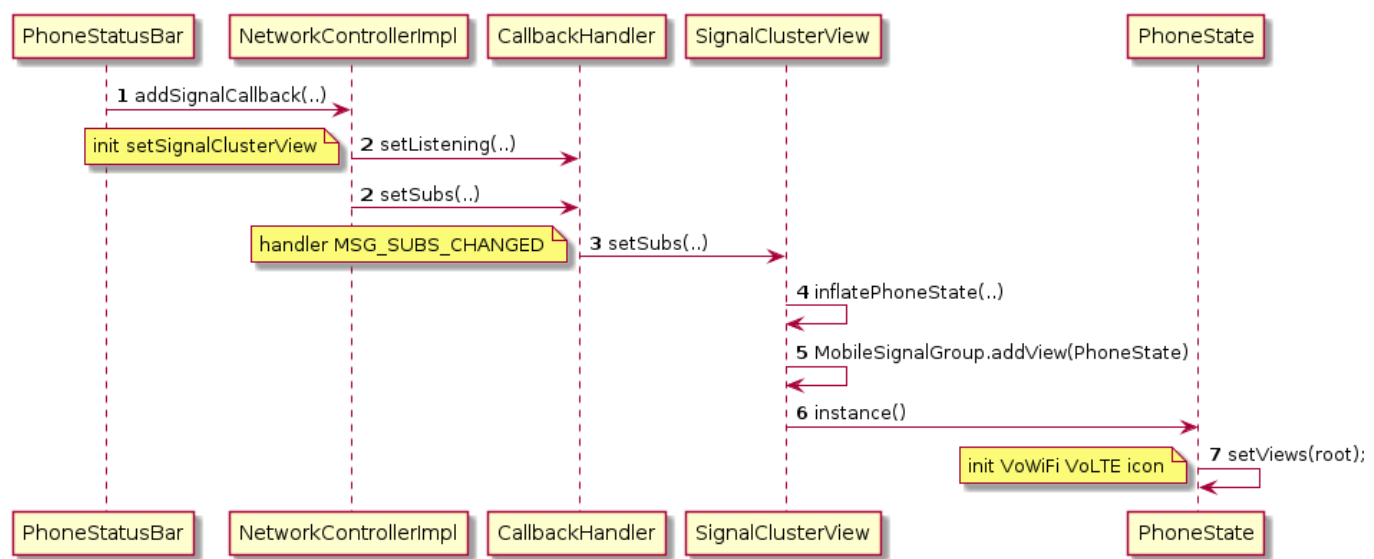 PhoneStatusBar NetworkControllerImpl CallbackHandler SignalClusterView PhoneState
1 addSignalCallback(..)
init setSignalClusterView 2 setListening(..)
2 setSubs(..)
handler MSG_SUBS_CHANGED 3 setSubs(..)
4 inflatePhoneState(..)
5 MobileSignalGroup.addView(PhoneState)
6 instance()
init VoWiFi VoLTE icon 7 setViews(root);
PhoneStatusBar NetworkControllerImpl CallbackHandler SignalClusterView PhoneState